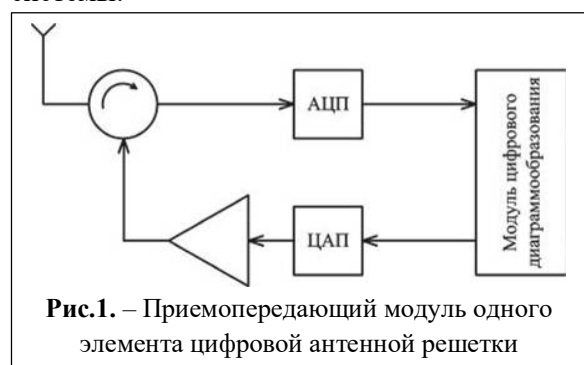 АЦП
Модуль цифрового
диаграммообразования
ЦАП
Рис.1. – Приемопередающий модуль одного
элемента цифровой антенной решетки